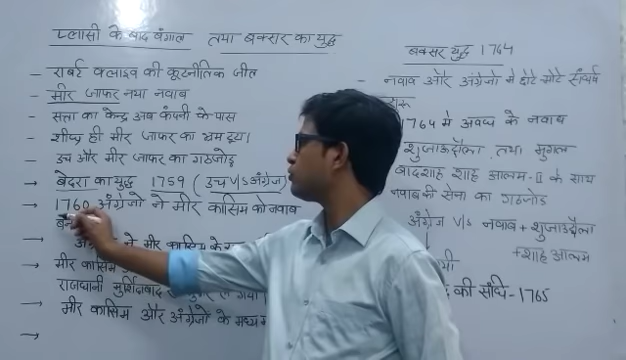 प्लासी के बाद बंगाल तथा बक्सर का युद्ध
- राबर्ट क्लाइव की कूटनीतिक जीत
- मीर जाफर नया नवाब
- सत्ता का केन्द्र अब कंपनी के पास
- शीघ्र ही मीर जाफर का भ्रम टूटा।
- डच और मीर जाफर का गठजोड़
→ बेदरा का युद्ध 1759 (डच V/S अंग्रेज)
→ 1760 अंग्रेजो ने मीर कासिम को नवाब
→ ने मीर कासिम के
→ मीर कासिम
राजधानी मुर्शिदाबाद
→ मीर कासिम और अंग्रेजों के मध्य
→
बक्सर युद्ध 1764
- नवाब और अंग्रेजो मे छोटे मोटे संघर्ष
शुरू
1764 मे अवध के नवाब
शुजाउद्दौला तथा मुगल
बादशाह शाह आलम-II के साथ
नवाब की सेना का गठजोड
अंग्रेज V/S नवाब + शुजाउद्दौला
+ शाह आलम
की संधि - 1765